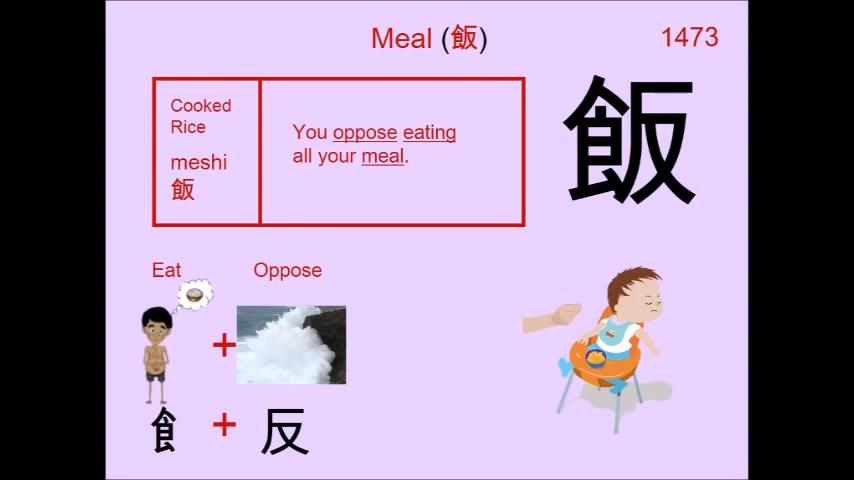 Meal (飯)
1473
Cooked
Rice
meshi
飯
You oppose eating
all your meal.
飯
Eat
Oppose
+
飠 + 反